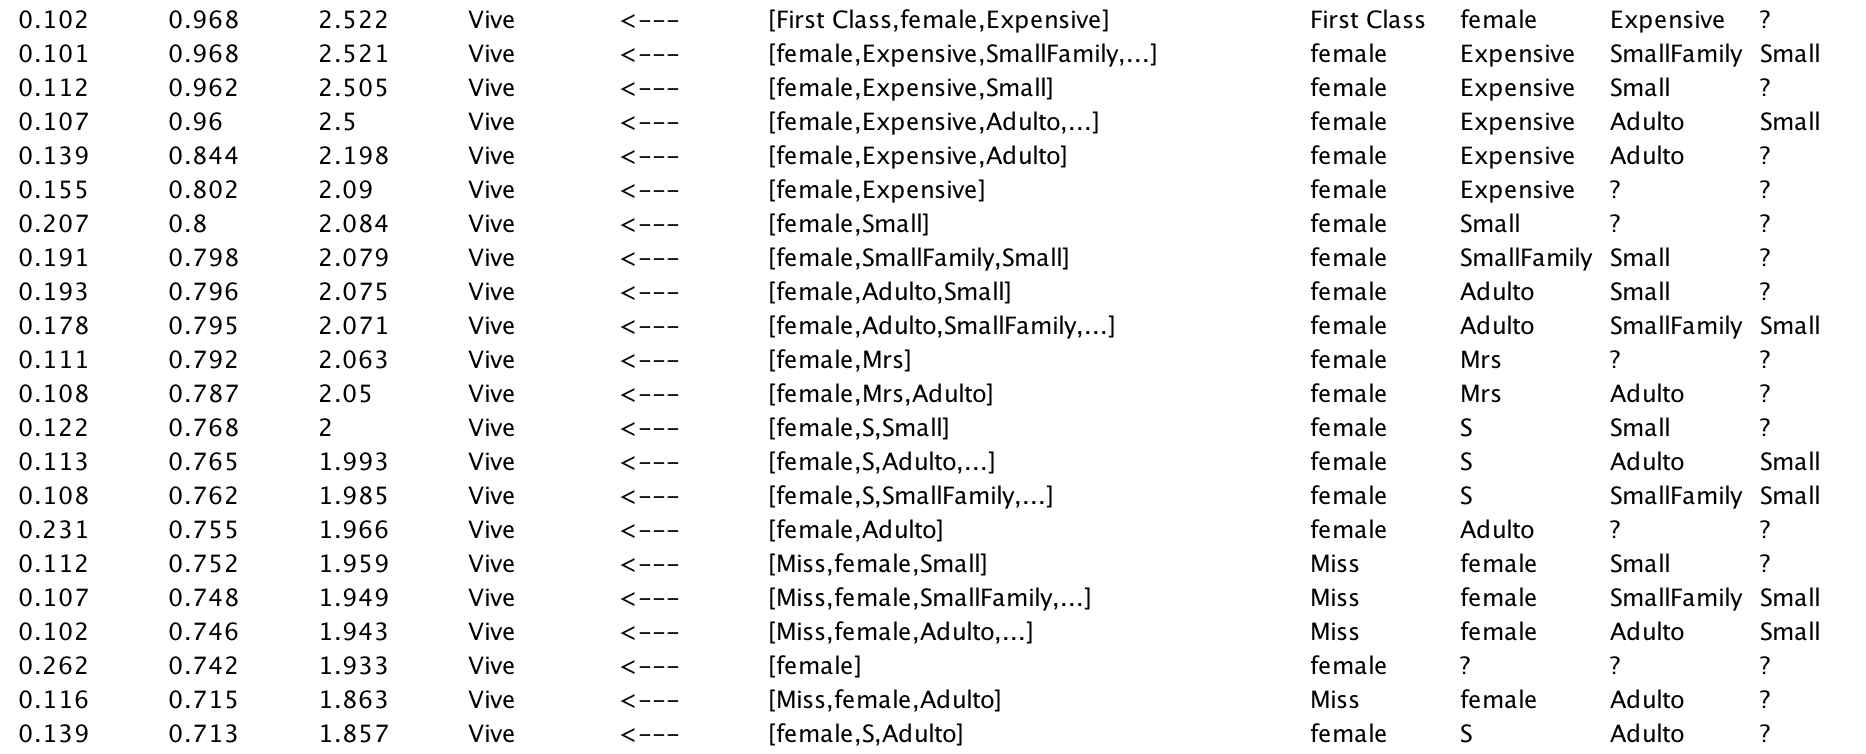 0.102 0.968 2.522 Vive <--- [First Class,female,Expensive] First Class female Expensive ?
0.101 0.968 2.521 Vive <--- [female,Expensive,SmallFamily,...] female Expensive SmallFamily Small
0.112 0.962 2.505 Vive <--- [female,Expensive,Small] female Expensive Small ?
0.107 0.96 2.5 Vive <--- [female,Expensive,Adulto,...] female Expensive Adulto Small
0.139 0.844 2.198 Vive <--- [female,Expensive,Adulto] female Expensive Adulto ?
0.155 0.802 2.09 Vive <--- [female,Expensive] female Expensive ? ?
0.207 0.8 2.084 Vive <--- [female,Small] female Small ? ?
0.191 0.798 2.079 Vive <--- [female,SmallFamily,Small] female SmallFamily Small ?
0.193 0.796 2.075 Vive <--- [female,Adulto,Small] female Adulto Small ?
0.178 0.795 2.071 Vive <--- [female,Adulto,SmallFamily,...] female Adulto SmallFamily Small
0.111 0.792 2.063 Vive <--- [female,Mrs] female Mrs ? ?
0.108 0.787 2.05 Vive <--- [female,Mrs,Adulto] female Mrs Adulto ?
0.122 0.768 2 Vive <--- [female,S,Small] female S Small ?
0.113 0.765 1.993 Vive <--- [female,S,Adulto,...] female S Adulto Small
0.108 0.762 1.985 Vive <--- [female,S,SmallFamily,...] female S SmallFamily Small
0.231 0.755 1.966 Vive <--- [female,Adulto] female Adulto ? ?
0.112 0.752 1.959 Vive <--- [Miss,female,Small] Miss female Small ?
0.107 0.748 1.949 Vive <--- [Miss,female,SmallFamily,...] Miss female SmallFamily Small
0.102 0.746 1.943 Vive <--- [Miss,female,Adulto,...] Miss female Adulto Small
0.262 0.742 1.933 Vive <--- [female] female ? ? ?
0.116 0.715 1.863 Vive <--- [Miss,female,Adulto] Miss female Adulto ?
0.139 0.713 1.857 Vive <--- [female,S,Adulto] female S Adulto ?